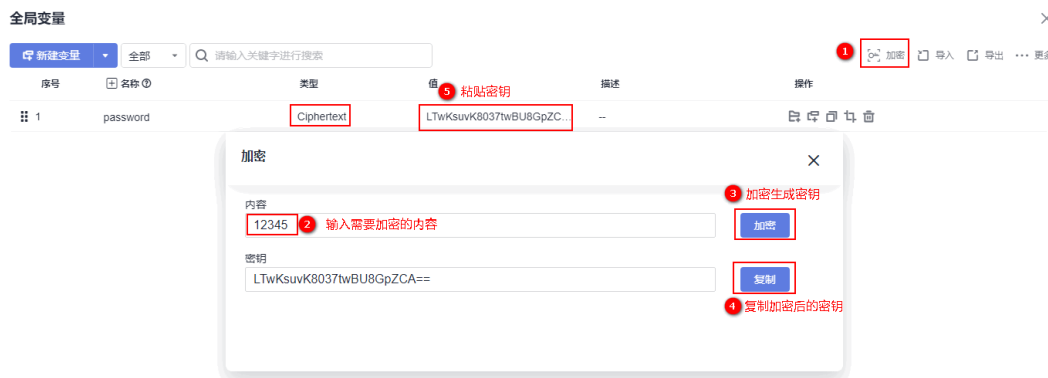 全局变量
新建变量 全部 请输入关键字进行搜索 1 加密 导入 导出 更多
序号 名称 类型 值 描述 操作
5 粘贴密钥
1 password Ciphertext LTwKsuvK8037twBU8GpZC... -- 
加密
3 加密生成密钥
内容
12345 2 输入需要加密的内容 加密
密钥
LTwKsuvK8037twBU8GpZCA== 复制
4 复制加密后的密钥